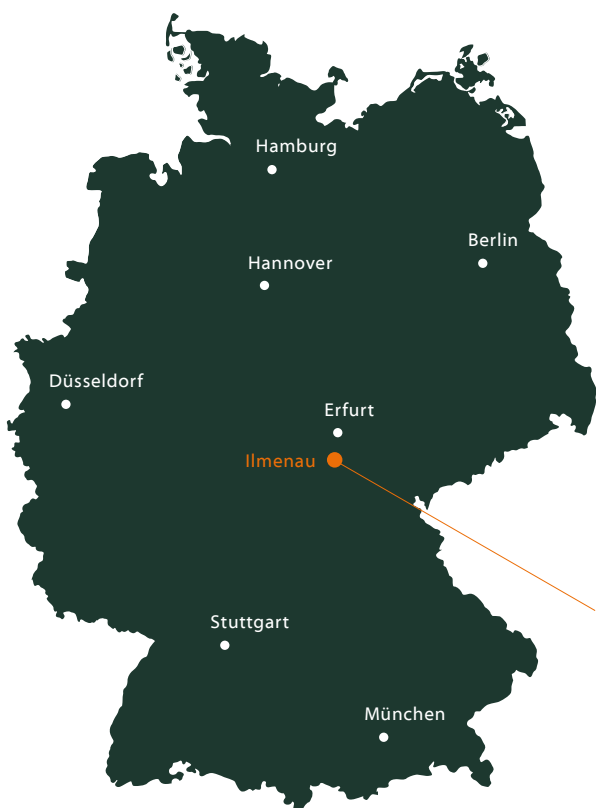 Hamburg
Berlin
Hannover
Düsseldorf
Erfurt
Ilmenau
Stuttgart
München